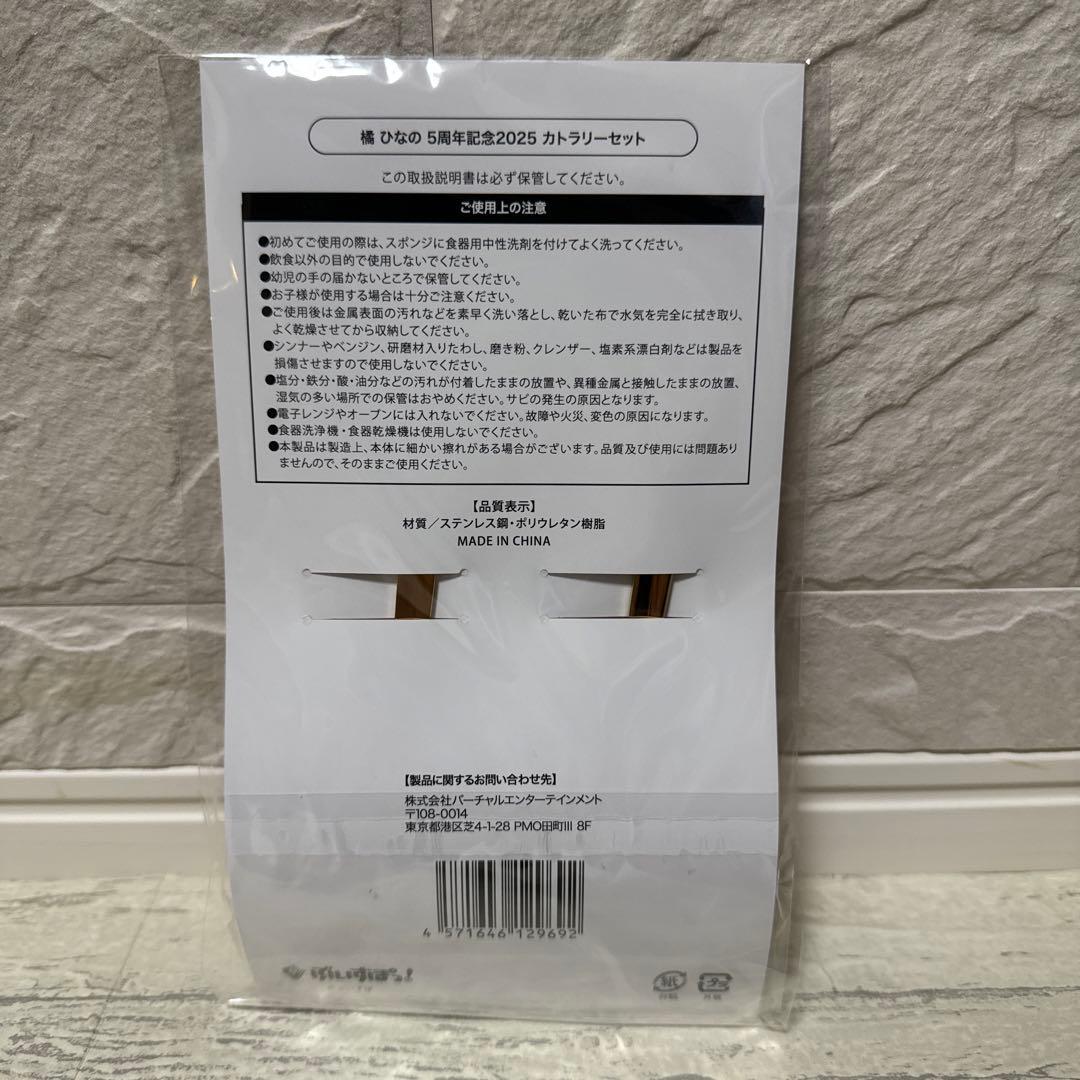 橘 ひなの 5周年記念2025 カトラリーセット
この取扱説明書は必ず保管してください。
ご使用上の注意
●初めてご使用の際は、スポンジに食器用中性洗剤を付けてよく洗ってください。
●飲食以外の目的で使用しないでください。
●幼児の手の届かないところで保管してください。
●お子様が使用する場合は十分ご注意ください。
●ご使用後は金属表面の汚れなどを素早く洗い落とし、乾いた布で水気を完全に拭き取り、
よく乾燥させてから収納してください。
●シンナーやベンジン、研磨材入りたわし、磨き粉、クレンザー、塩素系漂白剤などは製品を
損傷させますので使用しないでください。
●塩分・鉄分・酸・油分などの汚れが付着したままの放置や、異種金属と接触したままの放置、
湿気の多い場所での保管はおやめください。サビの発生の原因となります。
●電子レンジやオーブンには入れないでください。故障や火災、変色の原因になります。
●食器洗浄機・食器乾燥機は使用しないでください。
●本製品は製造上、本体に細かい擦れがある場合がございます。品質及び使用には問題あり
ませんので、そのままご使用ください。
【品質表示】
材質／ステンレス鋼・ポリウレタン樹脂
MADE IN CHINA
【製品に関するお問い合わせ先】
株式会社バーチャルエンターテインメント
〒108-0014
東京都港区芝4-1-28 PMO田町III 8F
4 571646 129692
ぶいすぽっ!
紙
プラ
台紙
外装